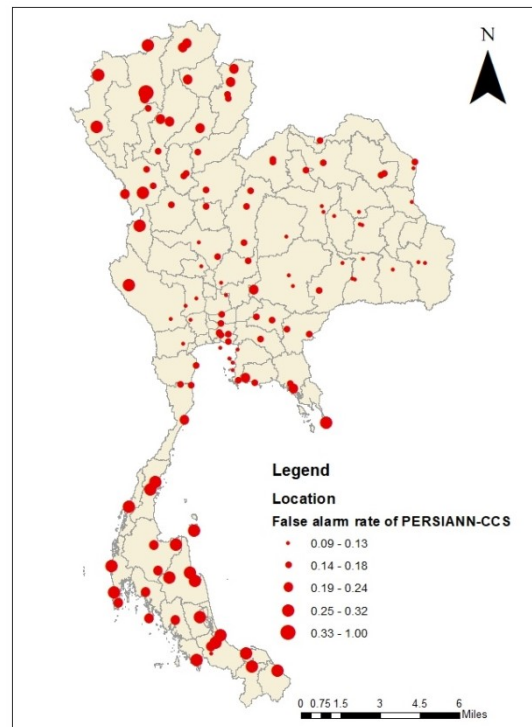 N
Legend
Location
False alarm rate of PERSIANN-CCS
0.09 - 0.13
0.14 - 0.18
0.19 - 0.24
0.25 - 0.32
0.33 - 1.00
0 0.75 1.5 3 4.5 6
Miles